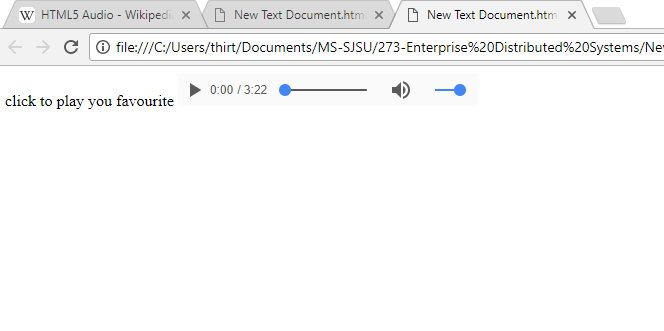 HTML5 Audio - Wikipedi
New Text Document.htm
New Text Document.htm
file:///C:/Users/thirt/Documents/MS-SJSU/273-Enterprise%20Distributed%20Systems/Nev
click to play you favourite
0:00 / 3:22